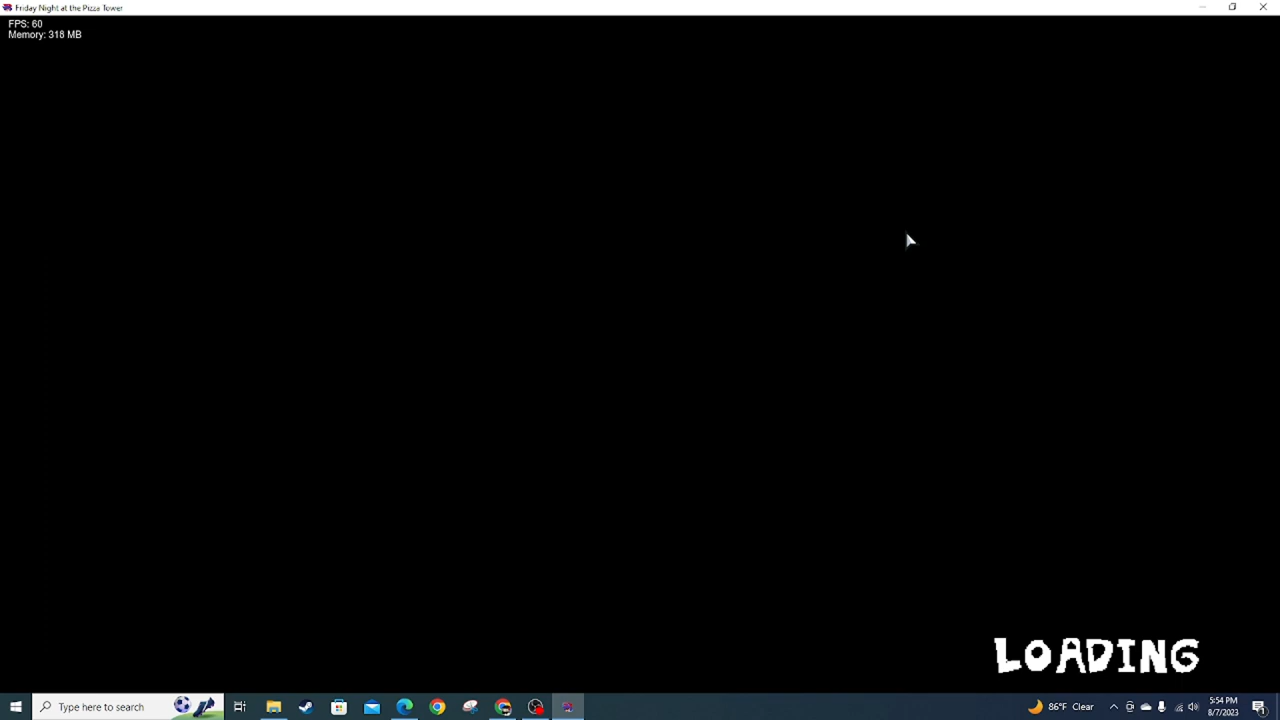 Friday Night at the Pizza Tower
FPS: 60
Memory: 318 MB
LOADING
Type here to search
86°F Clear
5:54 PM
8/7/2023
1